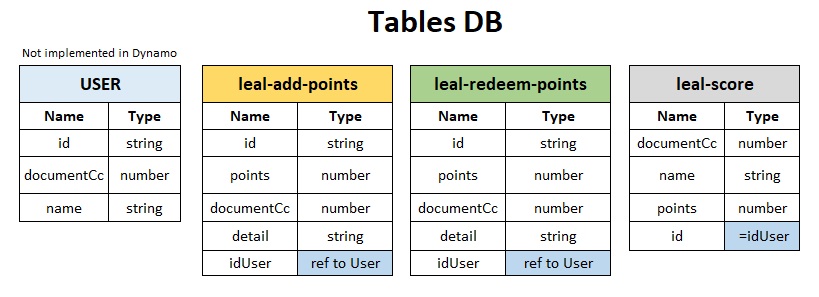 Tables DB
Not implemented in Dynamo
USER
Name Type
id string
documentCc number
name string
leal-add-points
Name Type
id string
points number
documentCc number
detail string
idUser ref to User
leal-redeem-points
Name Type
id string
points number
documentCc number
detail string
idUser ref to User
leal-score
Name Type
documentCc number
name string
points number
id =idUser